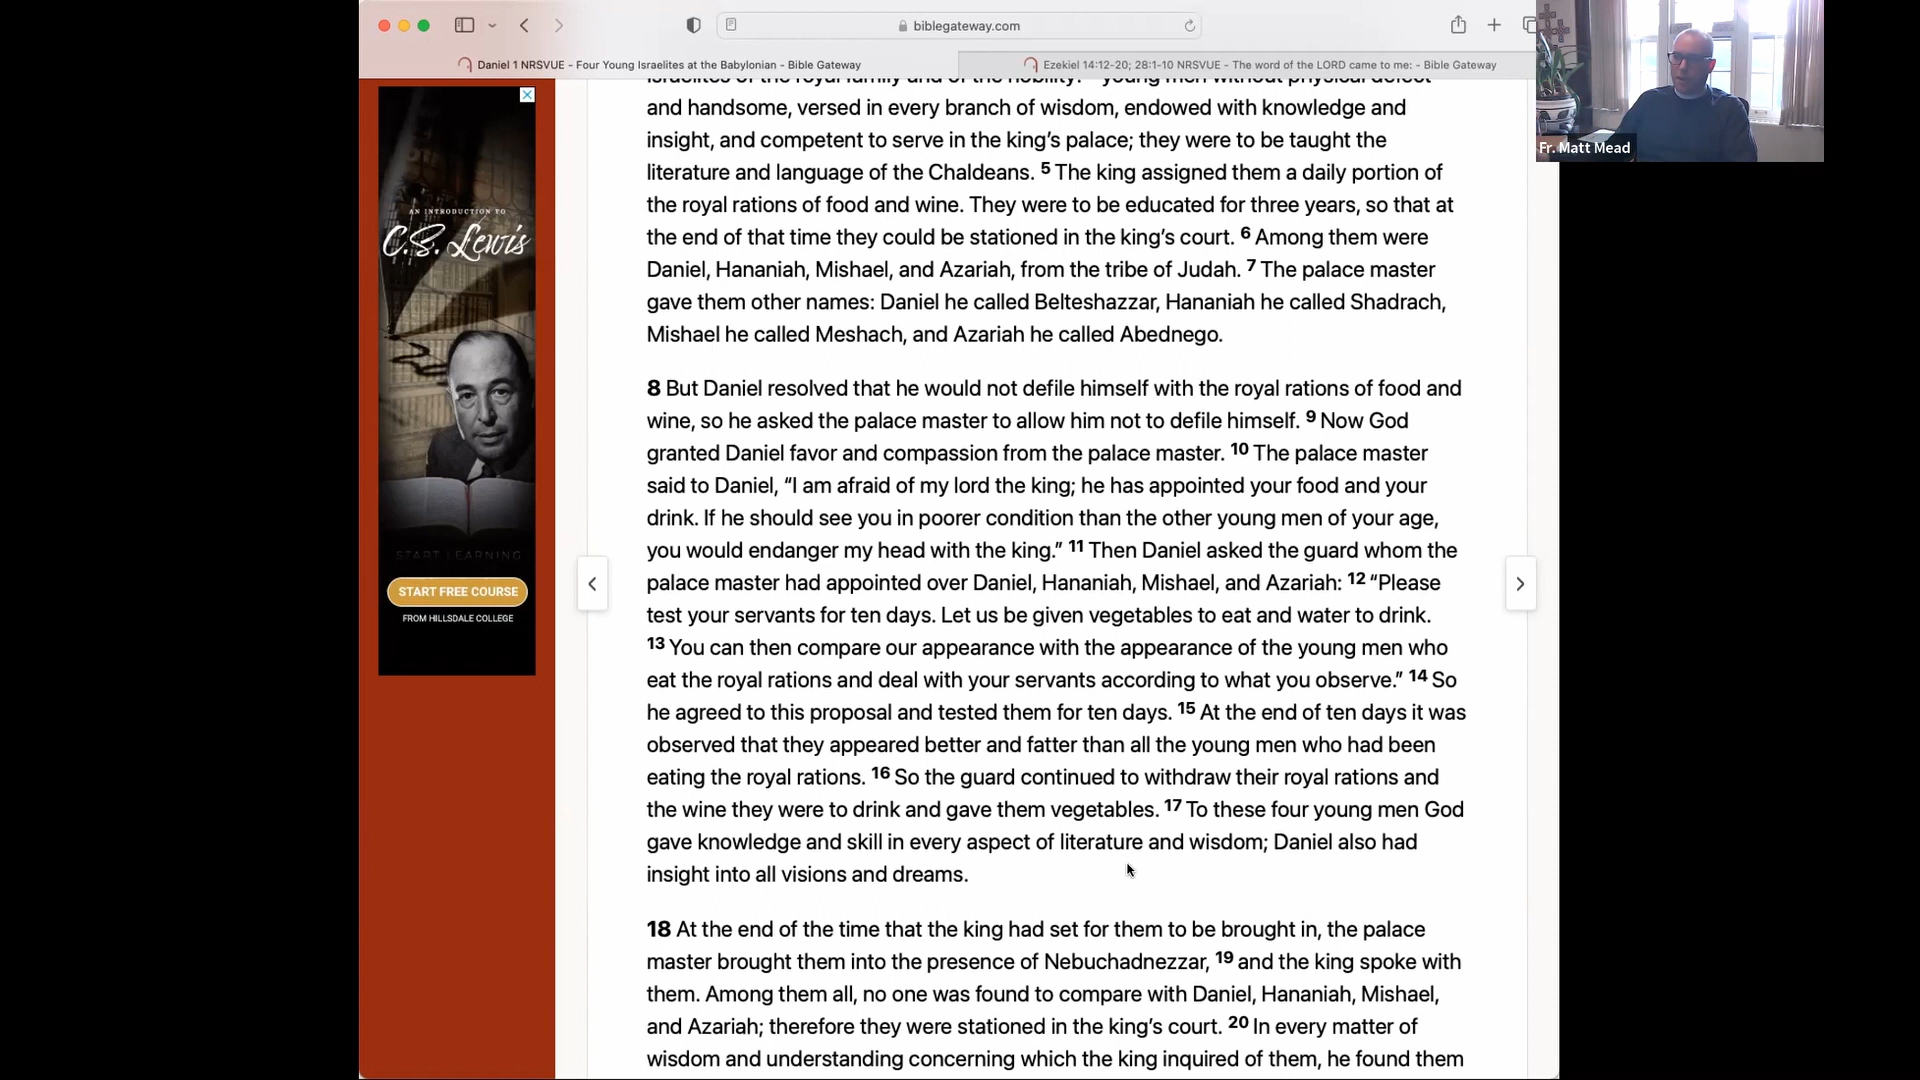 biblegateway.com
Daniel 1 NRSVUE - Four Young Israelites at the Babylonian - Bible Gateway
Ezekiel 14:12-20; 28:1-10 NRSVUE - The word of the LORD came to me: - Bible Gateway
Fr. Matt Mead
AN INTRODUCTION TO
C.S. Lewis
START LEARNING
START FREE COURSE
FROM HILLSDALE COLLEGE
Israelites of the royal family and of the nobility: young men without physical defect
and handsome, versed in every branch of wisdom, endowed with knowledge and
insight, and competent to serve in the king’s palace; they were to be taught the
literature and language of the Chaldeans. 5 The king assigned them a daily portion of
the royal rations of food and wine. They were to be educated for three years, so that at
the end of that time they could be stationed in the king’s court. 6 Among them were
Daniel, Hananiah, Mishael, and Azariah, from the tribe of Judah. 7 The palace master
gave them other names: Daniel he called Belteshazzar, Hananiah he called Shadrach,
Mishael he called Meshach, and Azariah he called Abednego.
8 But Daniel resolved that he would not defile himself with the royal rations of food and
wine, so he asked the palace master to allow him not to defile himself. 9 Now God
granted Daniel favor and compassion from the palace master. 10 The palace master
said to Daniel, “I am afraid of my lord the king; he has appointed your food and your
drink. If he should see you in poorer condition than the other young men of your age,
you would endanger my head with the king.” 11 Then Daniel asked the guard whom the
palace master had appointed over Daniel, Hananiah, Mishael, and Azariah: 12 “Please
test your servants for ten days. Let us be given vegetables to eat and water to drink.
13 You can then compare our appearance with the appearance of the young men who
eat the royal rations and deal with your servants according to what you observe.” 14 So
he agreed to this proposal and tested them for ten days. 15 At the end of ten days it was
observed that they appeared better and fatter than all the young men who had been
eating the royal rations. 16 So the guard continued to withdraw their royal rations and
the wine they were to drink and gave them vegetables. 17 To these four young men God
gave knowledge and skill in every aspect of literature and wisdom; Daniel also had
insight into all visions and dreams.
18 At the end of the time that the king had set for them to be brought in, the palace
master brought them into the presence of Nebuchadnezzar, 19 and the king spoke with
them. Among them all, no one was found to compare with Daniel, Hananiah, Mishael,
and Azariah; therefore they were stationed in the king’s court. 20 In every matter of
wisdom and understanding concerning which the king inquired of them, he found them